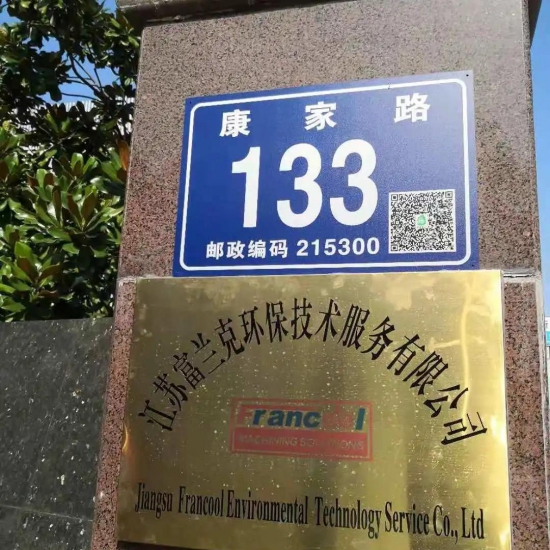 康家路
133
邮政编码 215300
江苏富兰克环保技术服务有限公司
Francool
MACHINING SOLUTIONS
Jiangsu Francool Environmental Technology Service Co., Ltd